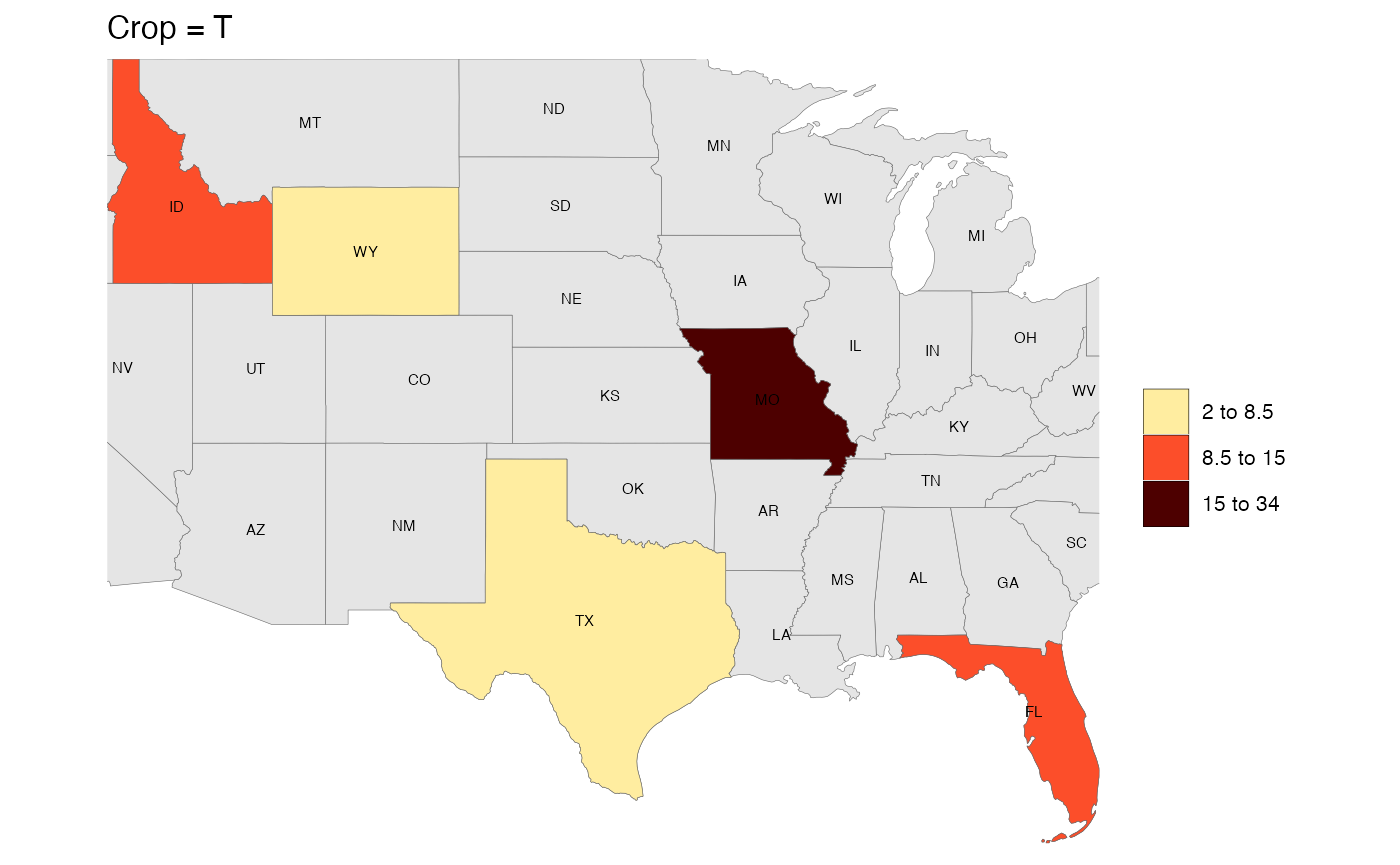 Crop = T
ND
MT
MN
WI
SD
ID
MI
WY
IA
NE
OH
IL
IN
NV
UT
CO
WV
KS
MO
2 to 8.5
KY
8.5 to 15
TN
OK
15 to 34
AR
NM
AZ
SC
AL
MS
GA
TX
LA
FL